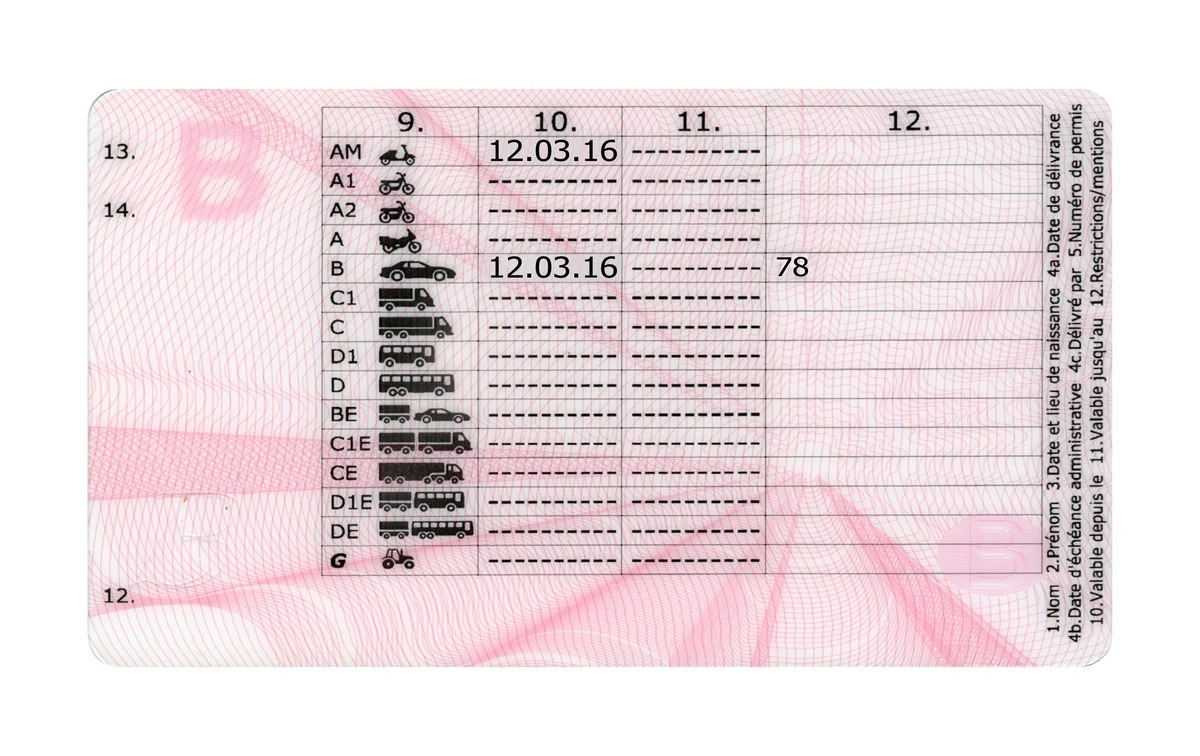 9. 10. 11. 12.
13.
14.
12.
B
AM 12.03.16 ---------
A1 --------- ---------
A2 --------- ---------
A --------- ---------
B 12.03.16 --------- 78
C1 --------- ---------
C --------- ---------
D1 --------- ---------
D --------- ---------
BE --------- ---------
C1E --------- ---------
CE --------- ---------
D1E --------- ---------
DE --------- ---------
G --------- ---------
1.Nom 2.Prénom 3.Date et lieu de naissance 4a.Date de délivrance
4b.Date d'échéance administrative 4c.Délivré par 5.Numéro de permis
10.Valable depuis le 11.Valable jusqu'au 12.Restrictions/mentions
B